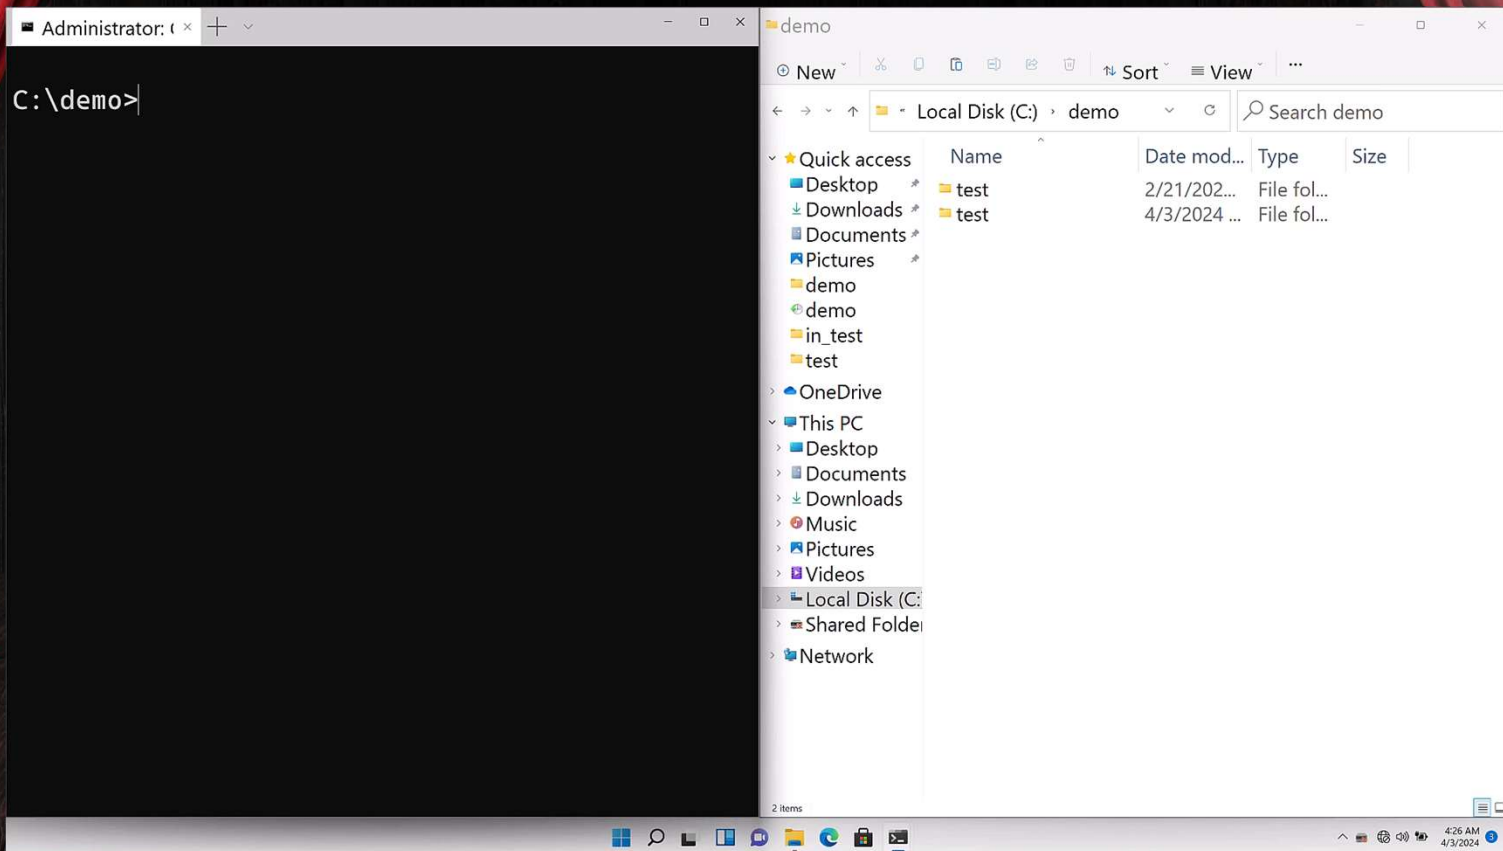 Administrator: (
C:\demo>
demo
New
Sort
View
Local Disk (C:) › demo
Search demo
Name Date mod... Type Size
test 2/21/202... File fol...
test 4/3/2024 ... File fol...
Quick access
Desktop
Downloads
Documents
Pictures
demo
demo
in_test
test
OneDrive
This PC
Desktop
Documents
Downloads
Music
Pictures
Videos
Local Disk (C:
Shared Folder
Network
2 items
4:26 AM
4/3/2024
3